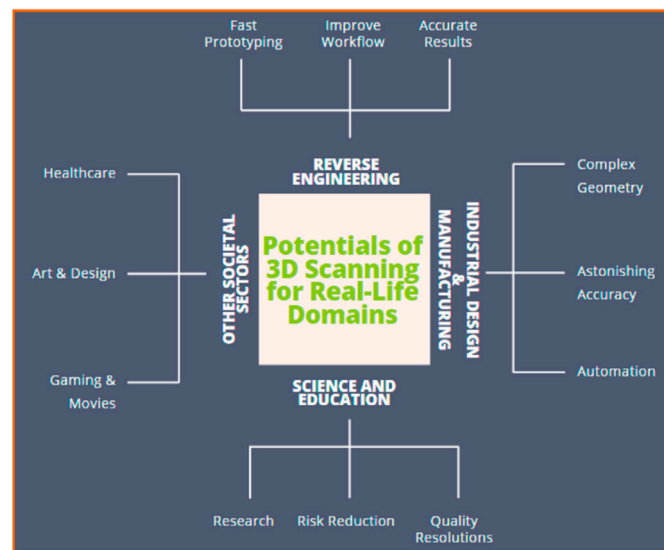 Fast
Prototyping
Improve
Workflow
Accurate
Results
REVERSE
ENGINEERING
Healthcare
Art & Design
Gaming &
Movies
OTHER SOCIETAL
SECTORS
Potentials of
3D Scanning
for Real-Life
Domains
INDUSTRIAL DESIGN
&
MANUFACTURING
Complex
Geometry
Astonishing
Accuracy
Automation
SCIENCE AND
EDUCATION
Research
Risk Reduction
Quality
Resolutions